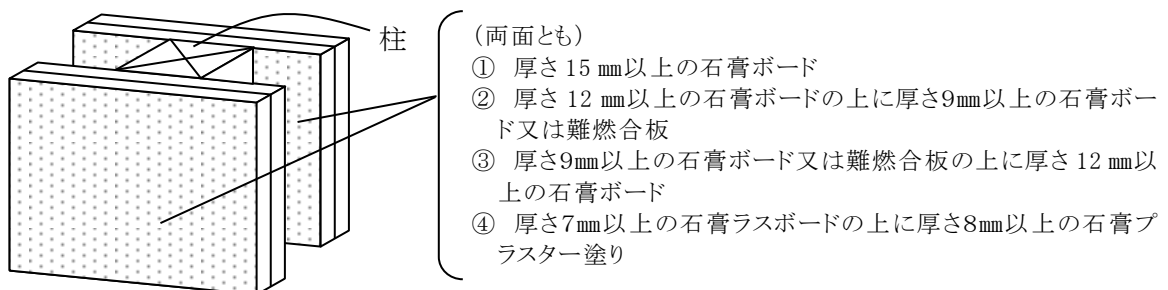 柱
(両面とも)
① 厚さ 15 ㎜以上の石膏ボード
② 厚さ 12 ㎜以上の石膏ボードの上に厚さ9㎜以上の石膏ボー
ド又は難燃合板
③ 厚さ9㎜以上の石膏ボード又は難燃合板の上に厚さ 12 ㎜以
上の石膏ボード
④ 厚さ7㎜以上の石膏ラスボードの上に厚さ8㎜以上の石膏プ
ラスター塗り